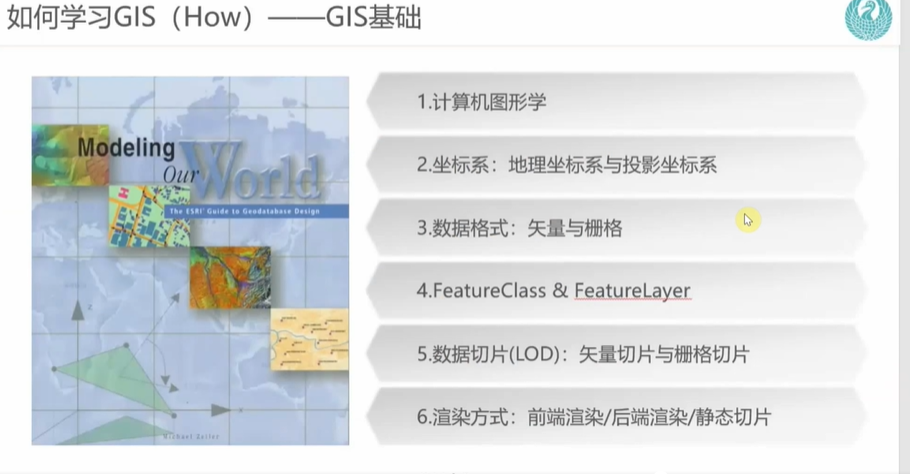 如何学习GIS（How）——GIS基础
Modeling
Our World
The ESRI Guide to Geodatabase Design
Michael Zeiler
1.计算机图形学
2.坐标系：地理坐标系与投影坐标系
3.数据格式：矢量与栅格
4.FeatureClass & FeatureLayer
5.数据切片(LOD)：矢量切片与栅格切片
6.渲染方式：前端渲染/后端渲染/静态切片